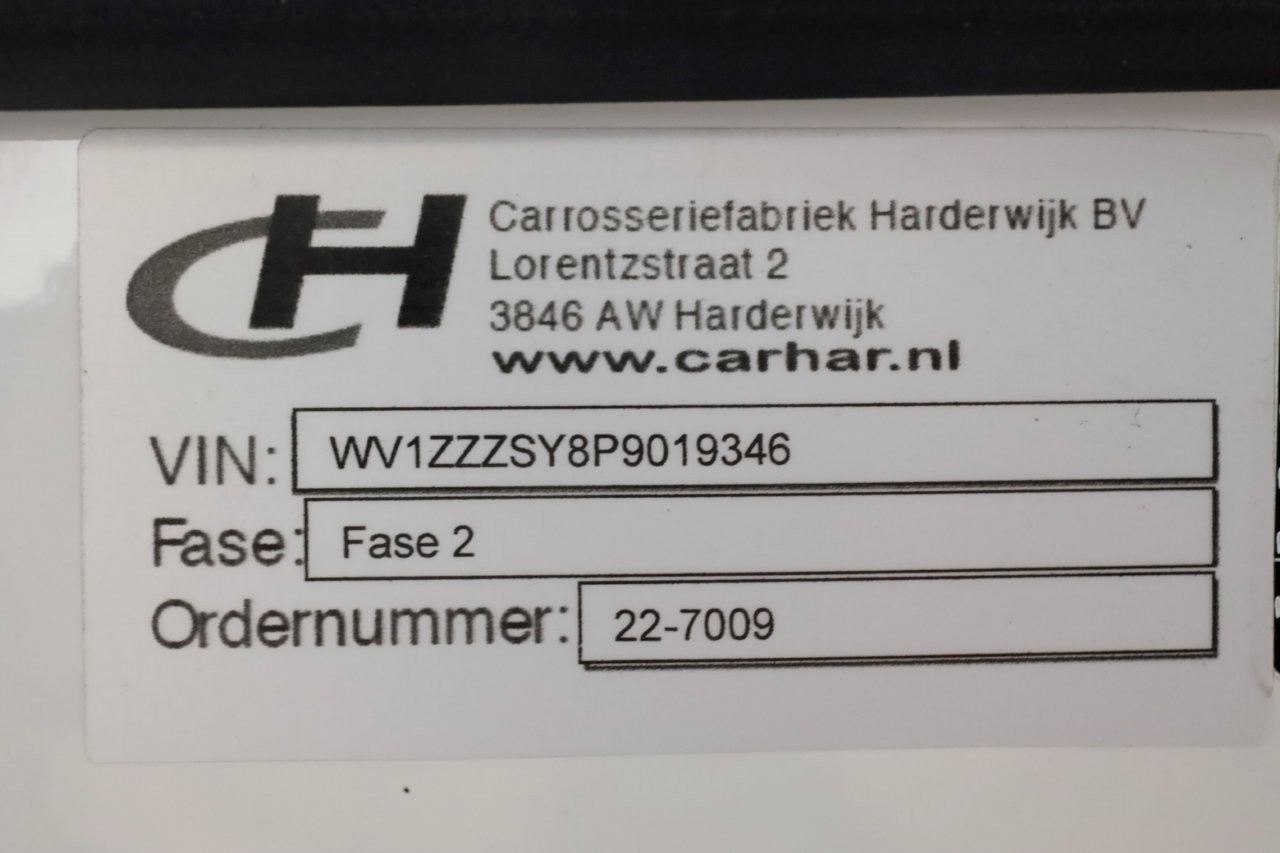 CH
Carrosseriefabriek Harderwijk BV
Lorentzstraat 2
3846 AW Harderwijk
www.carhar.nl
VIN: WV1ZZZSY8P9019346
Fase: Fase 2
Ordernummer: 22-7009